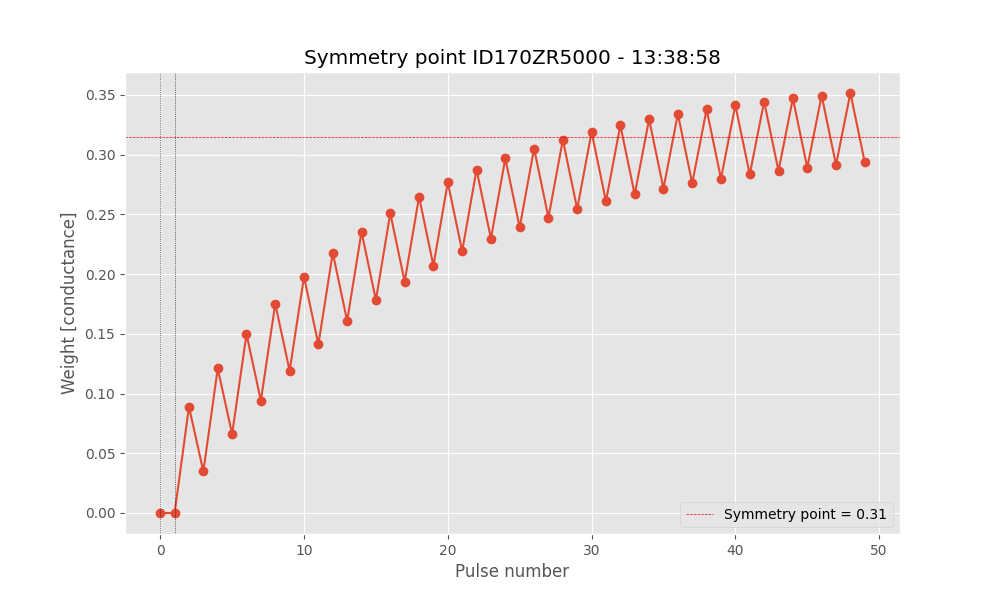 Symmetry point ID170ZR5000 - 13:38:58
0.35
0.30
0.25
0.20
0.15
0.10
0.05
0.00
Weight [conductance]
Symmetry point = 0.31
0 10 20 30 40 50
Pulse number